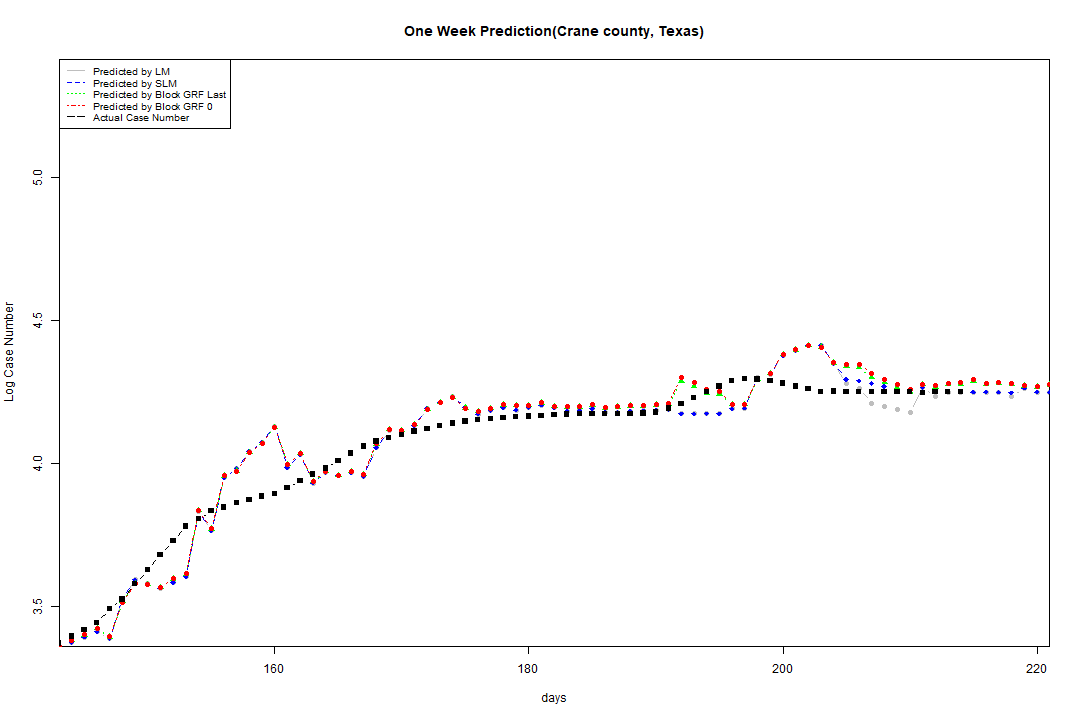 One Week Prediction(Crane county, Texas)
Predicted by LM
Predicted by SLM
Predicted by Block GRF Last
Predicted by Block GRF 0
Actual Case Number
5.0
4.5
4.0
3.5
Log Case Number
160 180 200 220
days